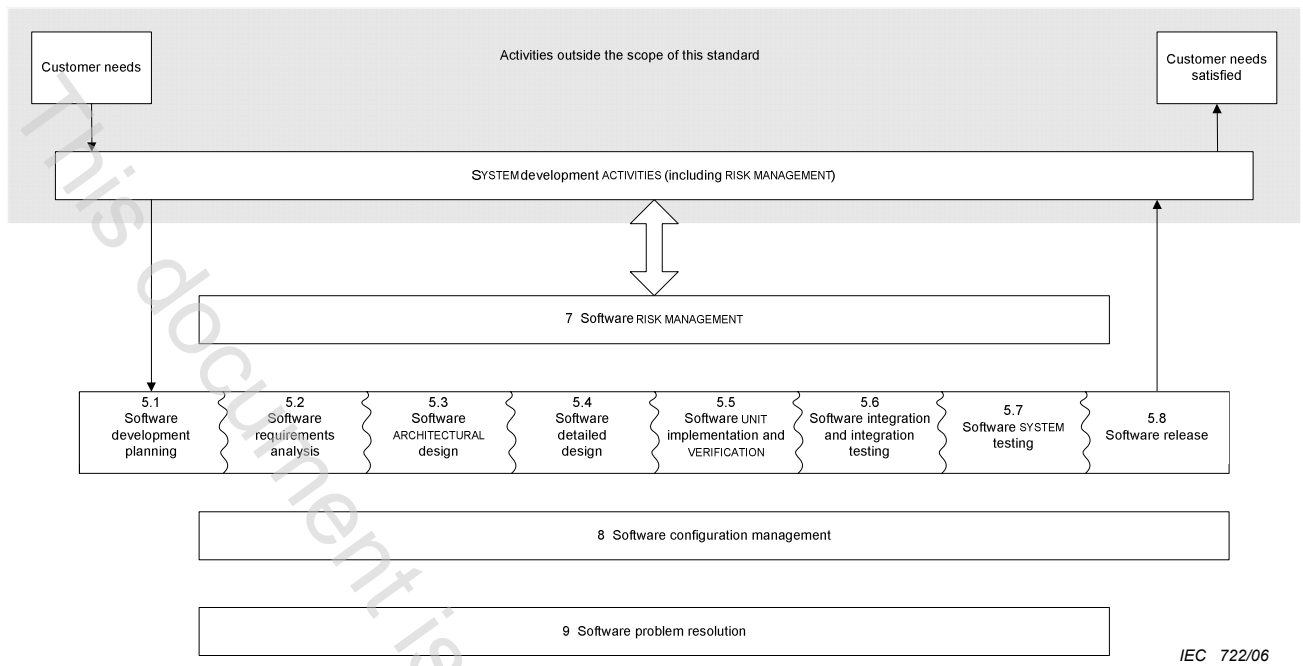 Activities outside the scope of this standard
Customer needs
Customer needs
satisfied
SYSTEM development ACTIVITIES (including RISK MANAGEMENT)
7 Software RISK MANAGEMENT
5.1
Software
development
planning
5.2
Software
requirements
analysis
5.3
Software
ARCHITECTURAL
design
5.4
Software
detailed
design
5.5
Software UNIT
implementation and
VERIFICATION
5.6
Software integration
and integration
testing
5.7
Software SYSTEM
testing
5.8
Software release
8 Software configuration management
9 Software problem resolution
IEC 722/06
This document is